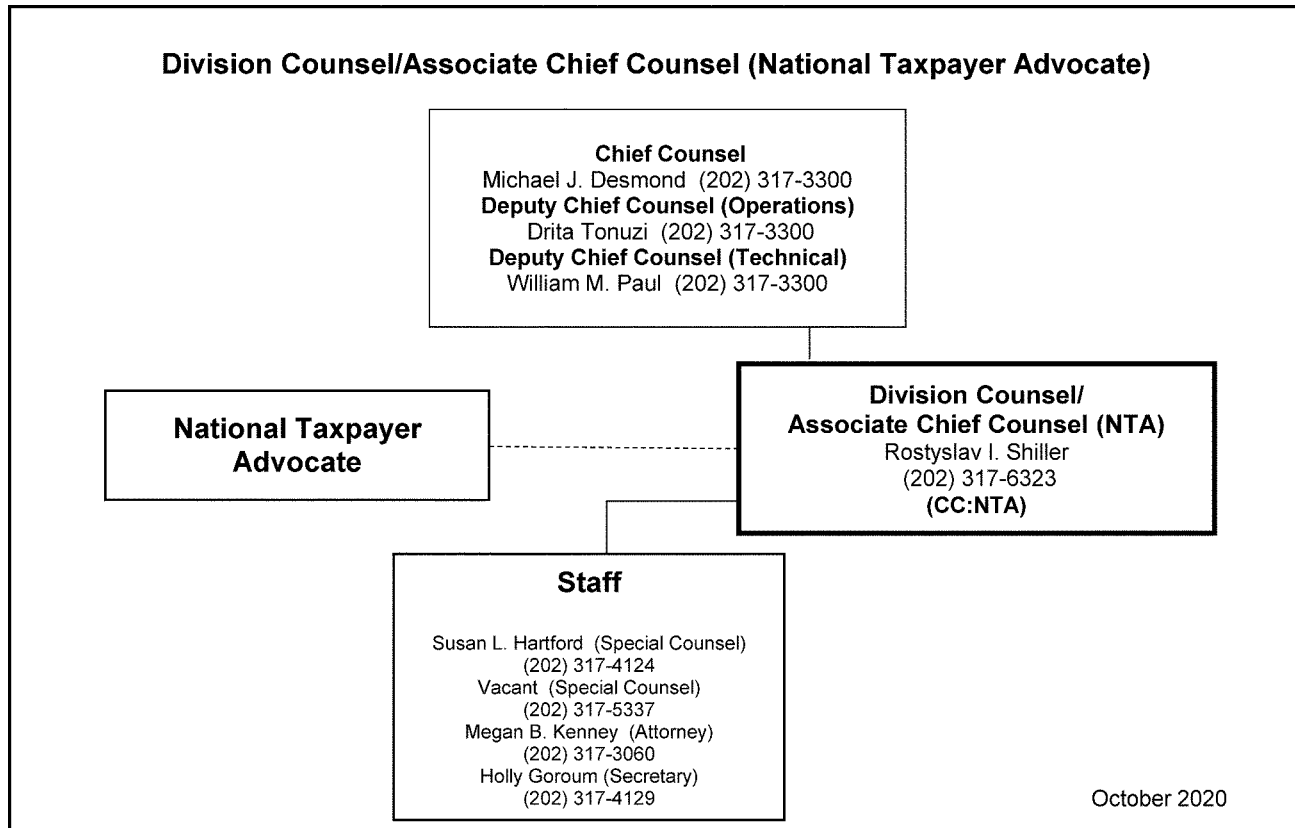 Division Counsel/Associate Chief Counsel (National Taxpayer Advocate)
Chief Counsel
Michael J. Desmond (202) 317-3300
Deputy Chief Counsel (Operations)
Drita Tonuzi (202) 317-3300
Deputy Chief Counsel (Technical)
William M. Paul (202) 317-3300
Division Counsel/
Associate Chief Counsel (NTA)
Rostyslav I. Shiller
(202) 317-6323
(CC:NTA)
National Taxpayer
Advocate
Staff
Susan L. Hartford (Special Counsel)
(202) 317-4124
Vacant (Special Counsel)
(202) 317-5337
Megan B. Kenney (Attorney)
(202) 317-3060
Holly Goroum (Secretary)
(202) 317-4129
October 2020